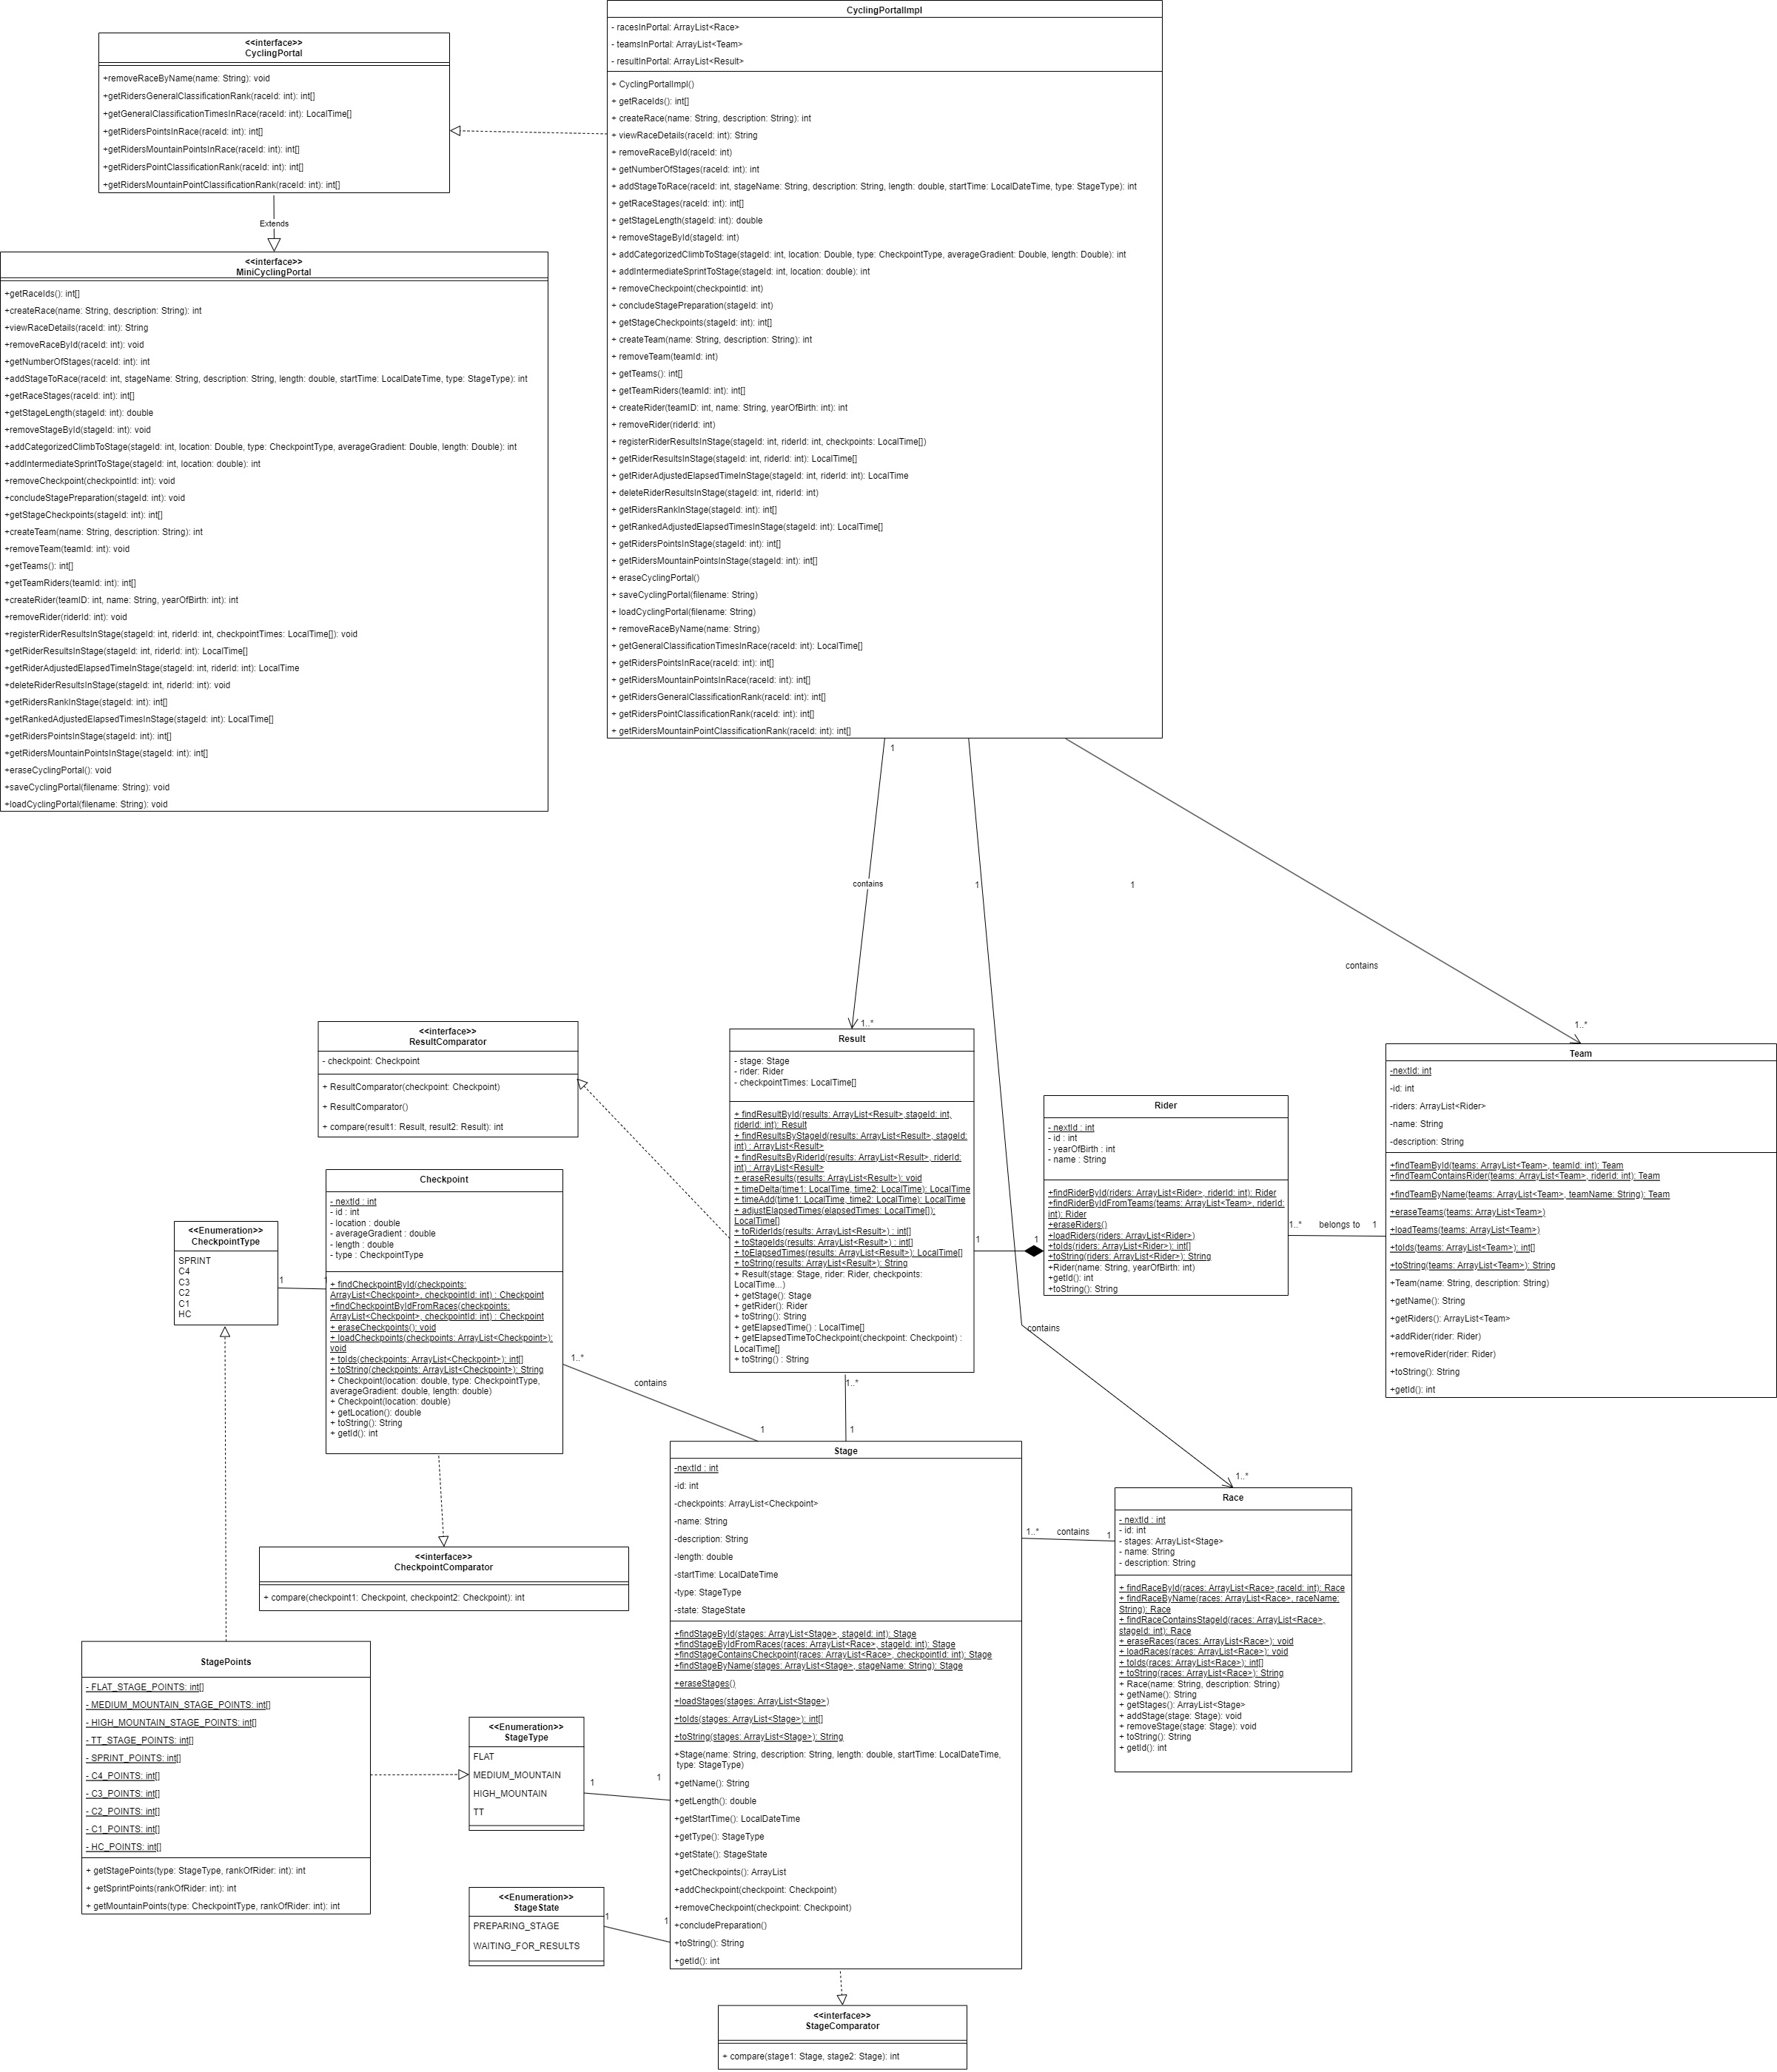 <<interface>>
CyclingPortal
+removeRaceByName(name: String): void
+getRidersGeneralClassificationRank(raceId: int): int[]
+getGeneralClassificationTimesInRace(raceId: int): LocalTime[]
+getRidersPointsInRace(raceId: int): int[]
+getRidersMountainPointsInRace(raceId: int): int[]
+getRidersPointClassificationRank(raceId: int): int[]
+getRidersMountainPointClassificationRank(raceId: int): int[]
Extends
<<interface>>
MiniCyclingPortal
+getRaceIds(): int[]
+createRace(name: String, description: String): int
+viewRaceDetails(raceId: int): String
+removeRaceById(raceId: int): void
+getNumberOfStages(raceId: int): int
+addStageToRace(raceId: int, stageName: String, description: String, length: double, startTime: LocalDateTime, type: StageType): int
+getRaceStages(raceId: int): int[]
+getStageLength(stageId: int): double
+removeStageById(stageId: int): void
+addCategorizedClimbToStage(stageId: int, location: Double, type: CheckpointType, averageGradient: Double, length: Double): int
+addIntermediateSprintToStage(stageId: int, location: double): int
+removeCheckpoint(checkpointId: int): void
+concludeStagePreparation(stageId: int): void
+getStageCheckpoints(stageId: int): int[]
+createTeam(name: String, description: String): int
+removeTeam(teamId: int): void
+getTeams(): int[]
+getTeamRiders(teamId: int): int[]
+createRider(teamID: int, name: String, yearOfBirth: int): int
+removeRider(riderId: int): void
+registerRiderResultsInStage(stageId: int, riderId: int, checkpointTimes: LocalTime[]): void
+getRiderResultsInStage(stageId: int, riderId: int): LocalTime[]
+getRiderAdjustedElapsedTimeInStage(stageId: int, riderId: int): LocalTime
+deleteRiderResultsInStage(stageId: int, riderId: int): void
+getRidersRankInStage(stageId: int): int[]
+getRankedAdjustedElapsedTimesInStage(stageId: int): LocalTime[]
+getRidersPointsInStage(stageId: int): int[]
+getRidersMountainPointsInStage(stageId: int): int[]
+eraseCyclingPortal(): void
+saveCyclingPortal(filename: String): void
+loadCyclingPortal(filename: String): void
CyclingPortalImpl
- racesInPortal: ArrayList<Race>
- teamsInPortal: ArrayList<Team>
- resultInPortal: ArrayList<Result>
+ CyclingPortalImpl()
+ getRaceIds(): int[]
+ createRace(name: String, description: String): int
+ viewRaceDetails(raceId: int): String
+ removeRaceById(raceId: int)
+ getNumberOfStages(raceId: int): int
+ addStageToRace(raceId: int, stageName: String, description: String, length: double, startTime: LocalDateTime, type: StageType): int
+ getRaceStages(raceId: int): int[]
+ getStageLength(stageId: int): double
+ removeStageById(stageId: int)
+ addCategorizedClimbToStage(stageId: int, location: Double, type: CheckpointType, averageGradient: Double, length: Double): int
+ addIntermediateSprintToStage(stageId: int, location: double): int
+ removeCheckpoint(checkpointId: int)
+ concludeStagePreparation(stageId: int)
+ getStageCheckpoints(stageId: int): int[]
+ createTeam(name: String, description: String): int
+ removeTeam(teamId: int)
+ getTeams(): int[]
+ getTeamRiders(teamId: int): int[]
+ createRider(teamID: int, name: String, yearOfBirth: int): int
+ removeRider(riderId: int)
+ registerRiderResultsInStage(stageId: int, riderId: int, checkpoints: LocalTime[])
+ getRiderResultsInStage(stageId: int, riderId: int): LocalTime[]
+ getRiderAdjustedElapsedTimeInStage(stageId: int, riderId: int): LocalTime
+ deleteRiderResultsInStage(stageId: int, riderId: int)
+ getRidersRankInStage(stageId: int): int[]
+ getRankedAdjustedElapsedTimesInStage(stageId: int): LocalTime[]
+ getRidersPointsInStage(stageId: int): int[]
+ getRidersMountainPointsInStage(stageId: int): int[]
+ eraseCyclingPortal()
+ saveCyclingPortal(filename: String)
+ loadCyclingPortal(filename: String)
+ removeRaceByName(name: String)
+ getGeneralClassificationTimesInRace(raceId: int): LocalTime[]
+ getRidersPointsInRace(raceId: int): int[]
+ getRidersMountainPointsInRace(raceId: int): int[]
+ getRidersGeneralClassificationRank(raceId: int): int[]
+ getRidersPointClassificationRank(raceId: int): int[]
+ getRidersMountainPointClassificationRank(raceId: int): int[]
1
contains
1..*
1
contains
1..*
1
contains
1..*
<<interface>>
ResultComparator
- checkpoint: Checkpoint
+ ResultComparator(checkpoint: Checkpoint)
+ ResultComparator()
+ compare(result1: Result, result2: Result): int
Result
- stage: Stage
- rider: Rider
- checkpointTimes: LocalTime[]
+ findResultById(results: ArrayList<Result>,stageId: int,
riderId: int): Result
+ findResultsByStageId(results: ArrayList<Result>, stageId:
int) : ArrayList<Result>
+ findResultsByRiderId(results: ArrayList<Result>, riderId:
int) : ArrayList<Result>
+ eraseResults(results: ArrayList<Result>): void
+ timeDelta(time1: LocalTime, time2: LocalTime): LocalTime
+ timeAdd(time1: LocalTime, time2: LocalTime): LocalTime
+ adjustElapsedTimes(elapsedTimes: LocalTime[]):
LocalTime[]
+ toRiderIds(results: ArrayList<Result>) : int[]
+ toStageIds(results: ArrayList<Result>) : int[]
+ toElapsedTimes(results: ArrayList<Result>): LocalTime[]
+ toString(results: ArrayList<Result>): String
+ Result(stage: Stage, rider: Rider, checkpoints:
LocalTime...)
+ getStage(): Stage
+ getRider(): Rider
+ toString(): String
+ getElapsedTime() : LocalTime[]
+ getElapsedTimeToCheckpoint(checkpoint: Checkpoint) :
LocalTime[]
+ toString() : String
1
1
Rider
- nextId : int
- id : int
- yearOfBirth : int
- name : String
+findRiderById(riders: ArrayList<Rider>, riderId: int): Rider
+findRiderByIdFromTeams(teams: ArrayList<Team>, riderId:
int): Rider
+eraseRiders()
+loadRiders(riders: ArrayList<Rider>)
+toIds(riders: ArrayList<Rider>): int[]
+toString(riders: ArrayList<Rider>): String
+Rider(name: String, yearOfBirth: int)
+getId(): int
+toString(): String
1..*
belongs to
1
Team
-nextId: int
-id: int
-riders: ArrayList<Rider>
-name: String
-description: String
+findTeamById(teams: ArrayList<Team>, teamId: int): Team
+findTeamContainsRider(teams: ArrayList<Team>, riderId: int): Team
+findTeamByName(teams: ArrayList<Team>, teamName: String): Team
+eraseTeams(teams: ArrayList<Team>)
+loadTeams(teams: ArrayList<Team>)
+toIds(teams: ArrayList<Team>): int[]
+toString(teams: ArrayList<Team>): String
+Team(name: String, description: String)
+getName(): String
+getRiders(): ArrayList<Team>
+addRider(rider: Rider)
+removeRider(rider: Rider)
+toString(): String
+getId(): int
Checkpoint
- nextId : int
- id : int
- location : double
- averageGradient : double
- length : double
- type : CheckpointType
+ findCheckpointById(checkpoints:
ArrayList<Checkpoint>, checkpointId: int) : Checkpoint
+findCheckpointByIdFromRaces(checkpoints:
ArrayList<Checkpoint>, checkpointId: int) : Checkpoint
+ eraseCheckpoints(): void
+ loadCheckpoints(checkpoints: ArrayList<Checkpoint>):
void
+ toIds(checkpoints: ArrayList<Checkpoint>): int[]
+ toString(checkpoints: ArrayList<Checkpoint>): String
+ Checkpoint(location: double, type: CheckpointType,
averageGradient: double, length: double)
+ Checkpoint(location: double)
+ getLocation(): double
+ toString(): String
+ getId(): int
<<Enumeration>>
CheckpointType
SPRINT
C4
C3
C2
C1
HC
1
1
1..*
contains
1
1..*
1
<<interface>>
CheckpointComparator
+ compare(checkpoint1: Checkpoint, checkpoint2: Checkpoint): int
Stage
-nextId : int
-id: int
-checkpoints: ArrayList<Checkpoint>
-name: String
-description: String
-length: double
-startTime: LocalDateTime
-type: StageType
-state: StageState
+findStageById(stages: ArrayList<Stage>, stageId: int): Stage
+findStageByIdFromRaces(races: ArrayList<Race>, stageId: int): Stage
+findStageContainsCheckpoint(races: ArrayList<Race>, checkpointId: int): Stage
+findStageByName(stages: ArrayList<Stage>, stageName: String): Stage
+eraseStages()
+loadStages(stages: ArrayList<Stage>)
+toIds(stages: ArrayList<Stage>): int[]
+toString(stages: ArrayList<Stage>): String
+Stage(name: String, description: String, length: double, startTime: LocalDateTime,
type: StageType)
+getName(): String
+getLength(): double
+getStartTime(): LocalDateTime
+getType(): StageType
+getState(): StageState
+getCheckpoints(): ArrayList
+addCheckpoint(checkpoint: Checkpoint)
+removeCheckpoint(checkpoint: Checkpoint)
+concludePreparation()
+toString(): String
+getId(): int
1..*
contains
1
Race
- nextId: int
- id: int
- stages: ArrayList<Stage>
- name: String
- description: String
+ findRaceById(races: ArrayList<Race>,raceId: int): Race
+ findRaceByName(races: ArrayList<Race>, raceName:
String): Race
+ findRaceContainsStageId(races: ArrayList<Race>,
stageId: int): Race
+ eraseRaces(races: ArrayList<Race>): void
+ loadRaces(races: ArrayList<Race>): void
+ toIds(races: ArrayList<Race>): int[]
+ toString(races: ArrayList<Race>): String
+ Race(name: String, description: String)
+ getName(): String
+ getStages(): ArrayList<Stage>
+ addStage(stage: Stage): void
+ removeStage(stage: Stage): void
+ toString(): String
+ getId(): int
StagePoints
- FLAT_STAGE_POINTS: int[]
- MEDIUM_MOUNTAIN_STAGE_POINTS: int[]
- HIGH_MOUNTAIN_STAGE_POINTS: int[]
- TT_STAGE_POINTS: int[]
- SPRINT_POINTS: int[]
- C4_POINTS: int[]
- C3_POINTS: int[]
- C2_POINTS: int[]
- C1_POINTS: int[]
- HC_POINTS: int[]
+ getStagePoints(type: StageType, rankOfRider: int): int
+ getSprintPoints(rankOfRider: int): int
+ getMountainPoints(type: CheckpointType, rankOfRider: int): int
<<Enumeration>>
StageType
FLAT
MEDIUM_MOUNTAIN
HIGH_MOUNTAIN
TT
1
1
<<Enumeration>>
StageState
PREPARING_STAGE
WAITING_FOR_RESULTS
1
1
<<interface>>
StageComparator
+ compare(stage1: Stage, stage2: Stage): int